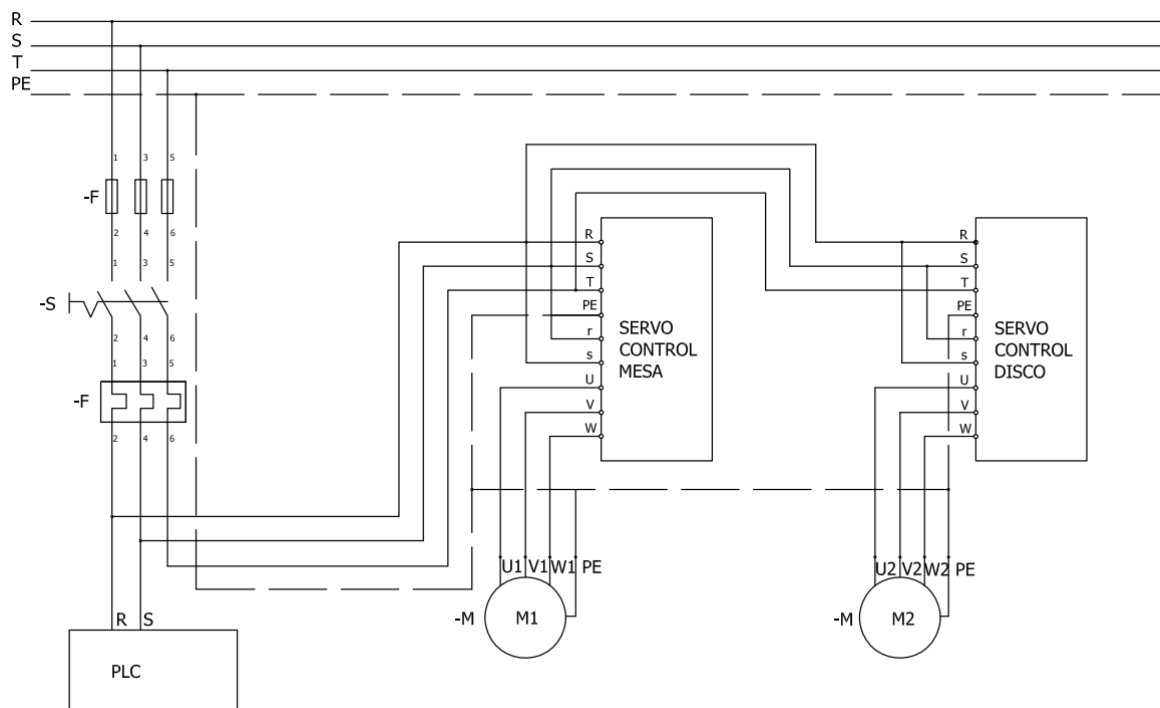 R
S
T
PE
1 3 5
-F
2 4 6
1 3 5
-S
2 4 6
1 3 5
-F
2 4 6
R S
PLC
R
S
T
PE
r
s
U
V
W
SERVO
CONTROL
MESA
R
S
T
PE
r
s
U
V
W
SERVO
CONTROL
DISCO
U1 V1 W1 PE
-M M1
U2 V2 W2 PE
-M M2